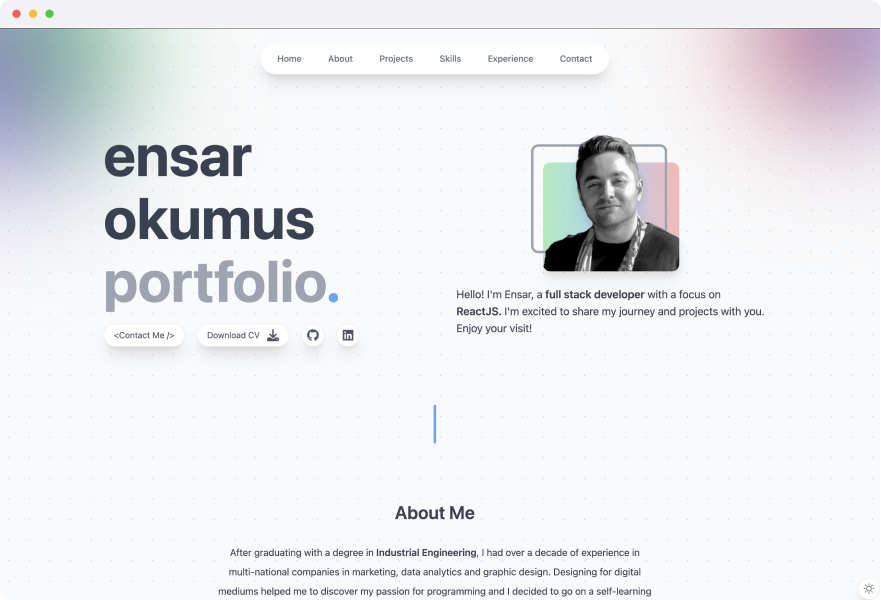 Home About Projects Skills Experience Contact
ensar
okumus
portfolio.
<Contact Me />
Download CV
Hello! I'm Ensar, a full stack developer with a focus on
ReactJS. I'm excited to share my journey and projects with you.
Enjoy your visit!
About Me
After graduating with a degree in Industrial Engineering, I had over a decade of experience in
multi-national companies in marketing, data analytics and graphic design. Designing for digital
mediums helped me to discover my passion for programming and I decided to go on a self-learning